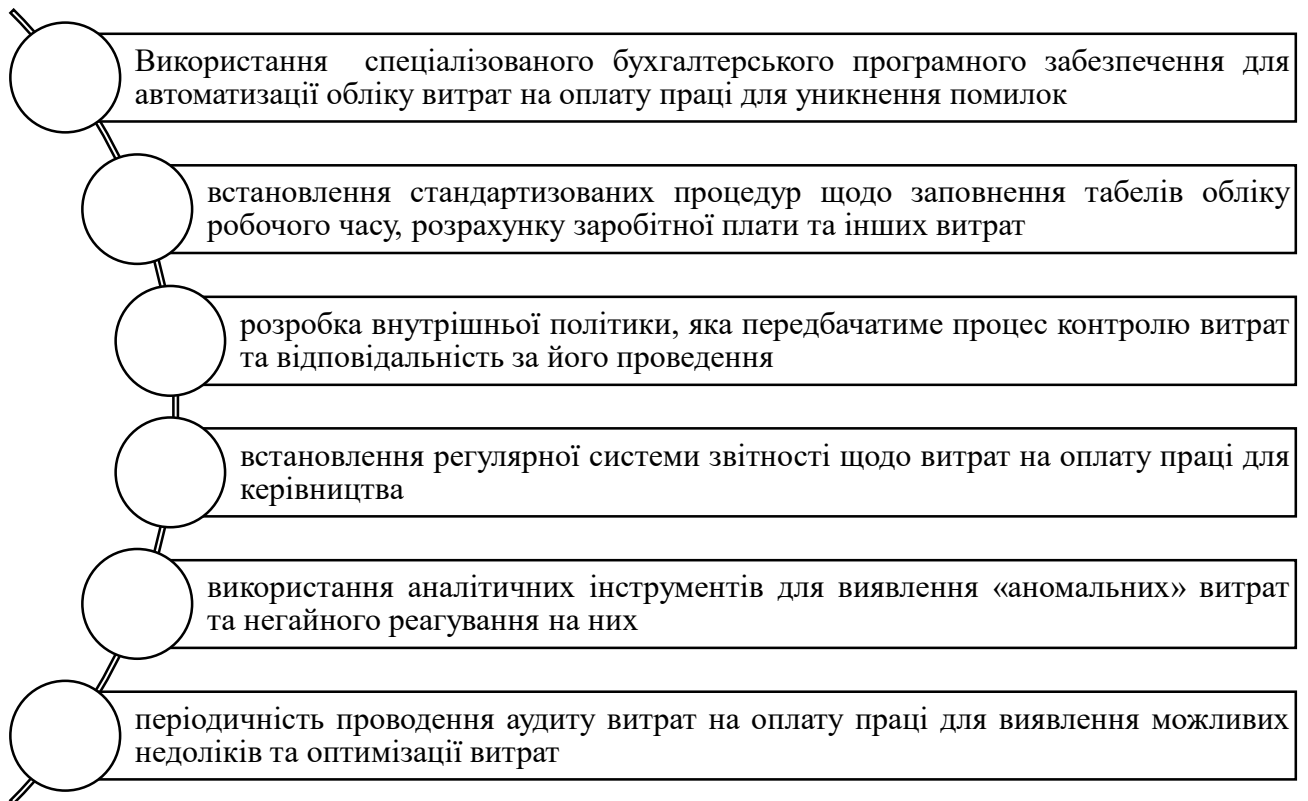 Використання спеціалізованого бухгалтерського програмного забезпечення для
автоматизації обліку витрат на оплату праці для уникнення помилок
встановлення стандартизованих процедур щодо заповнення табелів обліку
робочого часу, розрахунку заробітної плати та інших витрат
розробка внутрішньої політики, яка передбачатиме процес контролю витрат
та відповідальність за його проведення
встановлення регулярної системи звітності щодо витрат на оплату праці для
керівництва
використання аналітичних інструментів для виявлення «аномальних» витрат
та негайного реагування на них
періодичність проводення аудиту витрат на оплату праці для виявлення можливих
недоліків та оптимізації витрат